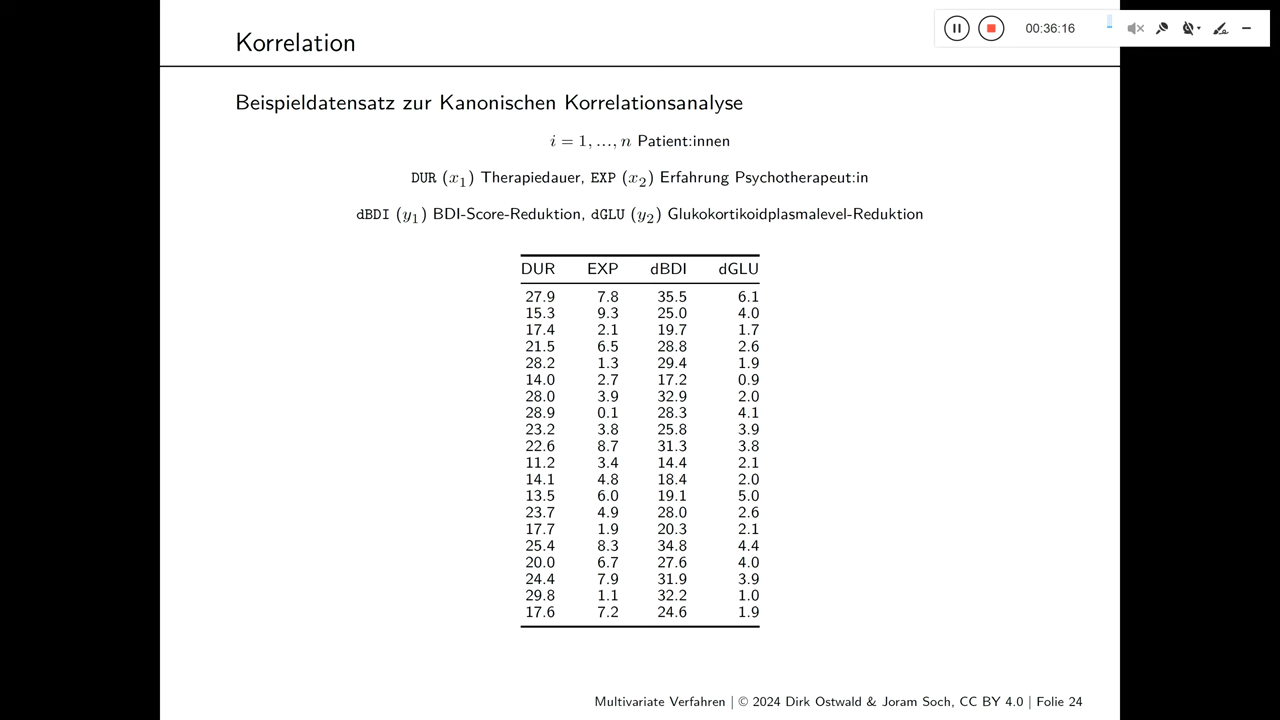 00:36:16
Korrelation
Beispieldatensatz zur Kanonischen Korrelationsanalyse
i = 1, ..., n Patient:innen
DUR (x₁) Therapiedauer, EXP (x₂) Erfahrung Psychotherapeut:in
dBDI (y₁) BDI-Score-Reduktion, dGLU (y₂) Glukokortikoidplasmalevel-Reduktion
DUR EXP dBDI dGLU
27.9 7.8 35.5 6.1
15.3 9.3 25.0 4.0
17.4 2.1 19.7 1.7
21.5 6.5 28.8 2.6
28.2 1.3 29.4 1.9
14.0 2.7 17.2 0.9
28.0 3.9 32.9 2.0
28.9 0.1 28.3 4.1
23.2 3.8 25.8 3.9
22.6 8.7 31.3 3.8
11.2 3.4 14.4 2.1
14.1 4.8 18.4 2.0
13.5 6.0 19.1 5.0
23.7 4.9 28.0 2.6
17.7 1.9 20.3 2.1
25.4 8.3 34.8 4.4
20.0 6.7 27.6 4.0
24.4 7.9 31.9 3.9
29.8 1.1 32.2 1.0
17.6 7.2 24.6 1.9
Multivariate Verfahren | © 2024 Dirk Ostwald & Joram Soch, CC BY 4.0 | Folie 24